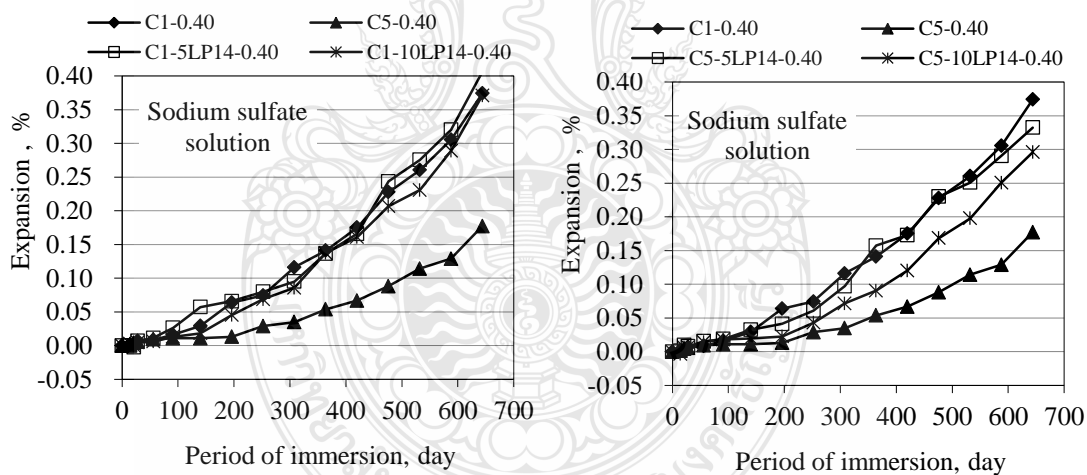 C1-0.40 C5-0.40
C1-5LP14-0.40 C1-10LP14-0.40
0.40
0.35
0.30
0.25
0.20
0.15
0.10
0.05
0.00
-0.05
Expansion , %
Sodium sulfate
solution
0 100 200 300 400 500 600 700
Period of immersion, day
C1-0.40 C5-0.40
C5-5LP14-0.40 C5-10LP14-0.40
0.40
0.35
0.30
0.25
0.20
0.15
0.10
0.05
0.00
-0.05
Expansion , %
Sodium sulfate
solution
0 100 200 300 400 500 600 700
Period of immersion, day